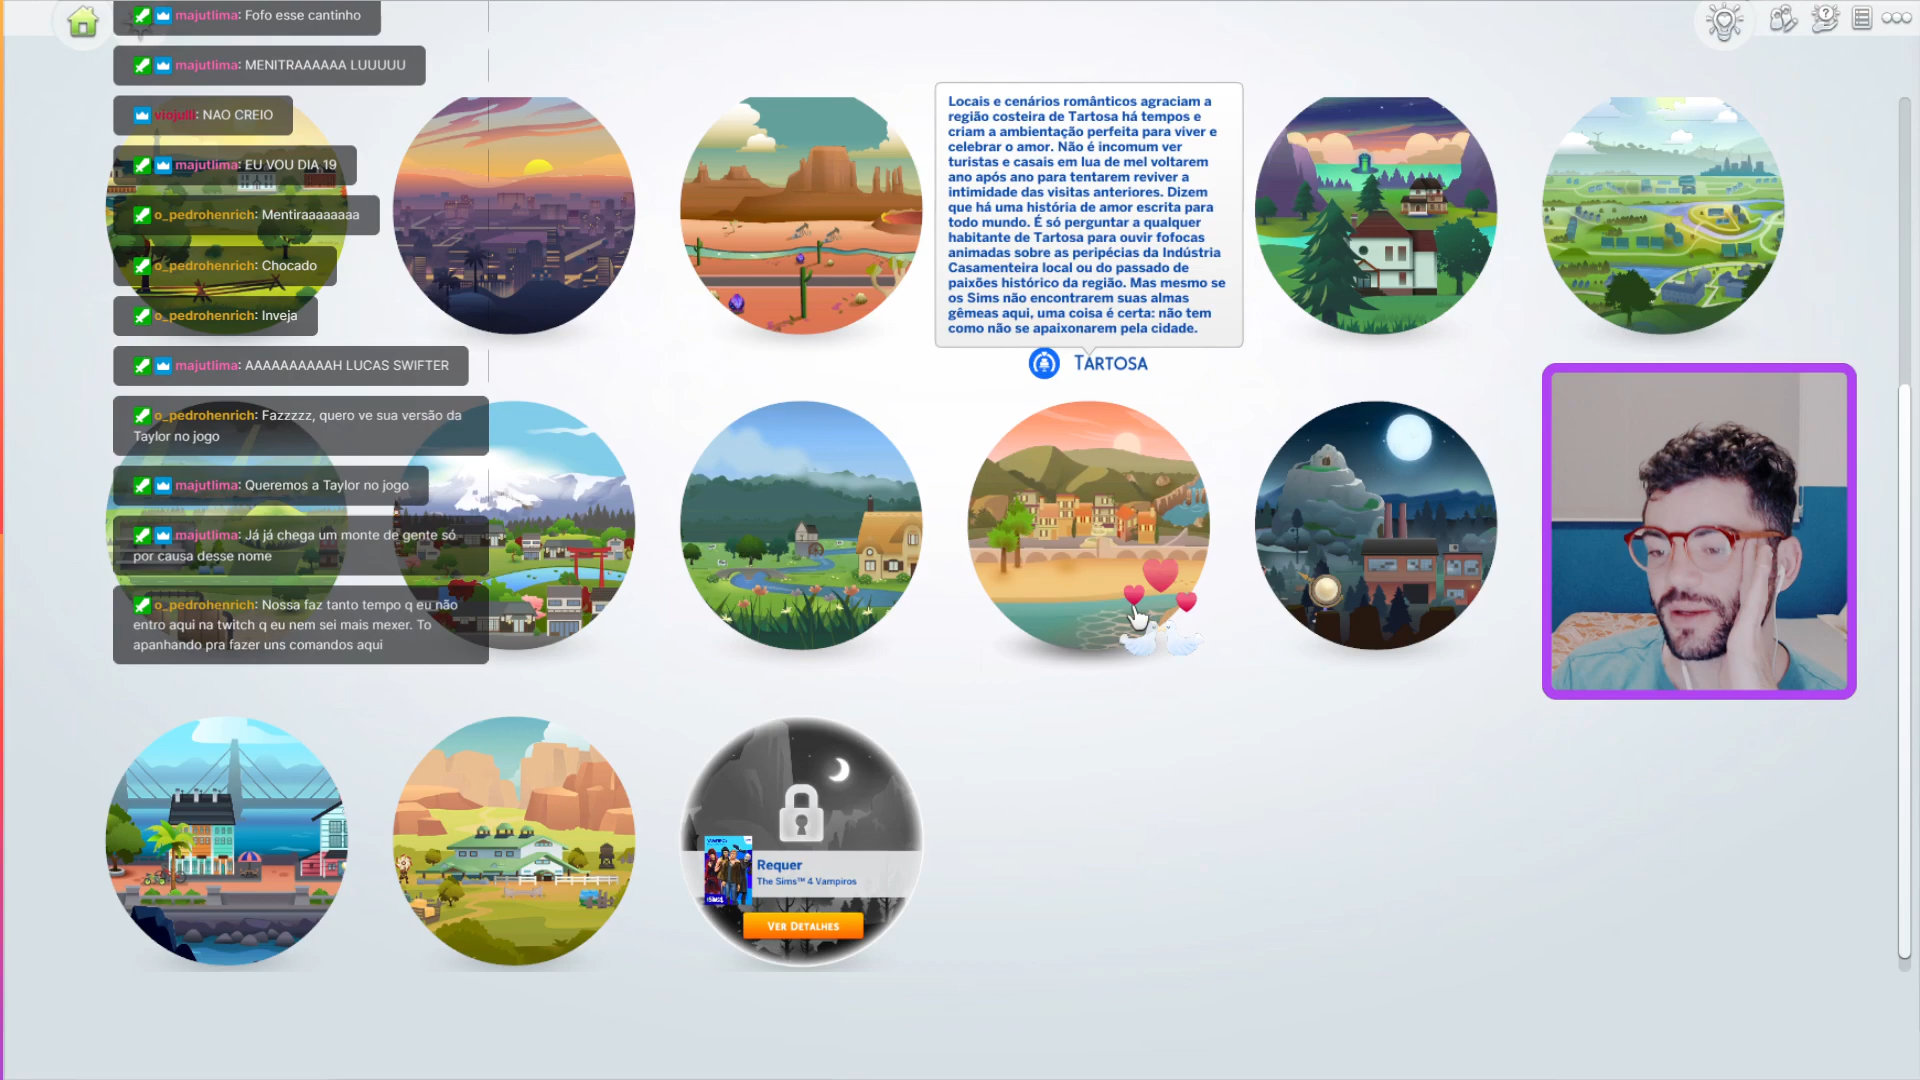 majutlima: Fofo esse cantinho
majutlima: MENITRAAAAAA LUUUUU
viojulli: NAO CREIO
majutlima: EU VOU DIA 19
o_pedrohenrich: Mentiraaaaaaaa
o_pedrohenrich: Chocado
o_pedrohenrich: Inveja
majutlima: AAAAAAAAAAH LUCAS SWIFTER
o_pedrohenrich: Fazzzzz, quero ve sua versão da
Taylor no jogo
majutlima: Queremos a Taylor no jogo
majutlima: Já já chega um monte de gente só
por causa desse nome
o_pedrohenrich: Nossa faz tanto tempo q eu não
entro aqui na twitch q eu nem sei mais mexer. To
apanhando pra fazer uns comandos aqui
Locais e cenários românticos agraciam a
região costeira de Tartosa há tempos e
criam a ambientação perfeita para viver e
celebrar o amor. Não é incomum ver
turistas e casais em lua de mel voltarem
ano após ano para tentarem reviver a
intimidade das visitas anteriores. Dizem
que há uma história de amor escrita para
todo mundo. É só perguntar a qualquer
habitante de Tartosa para ouvir fofocas
animadas sobre as peripécias da Indústria
Casamenteira local ou do passado de
paixões histórico da região. Mas mesmo se
os Sims não encontrarem suas almas
gêmeas aqui, uma coisa é certa: não tem
como não se apaixonarem pela cidade.
TARTOSA
Requer
The Sims™ 4 Vampiros
VER DETALHES